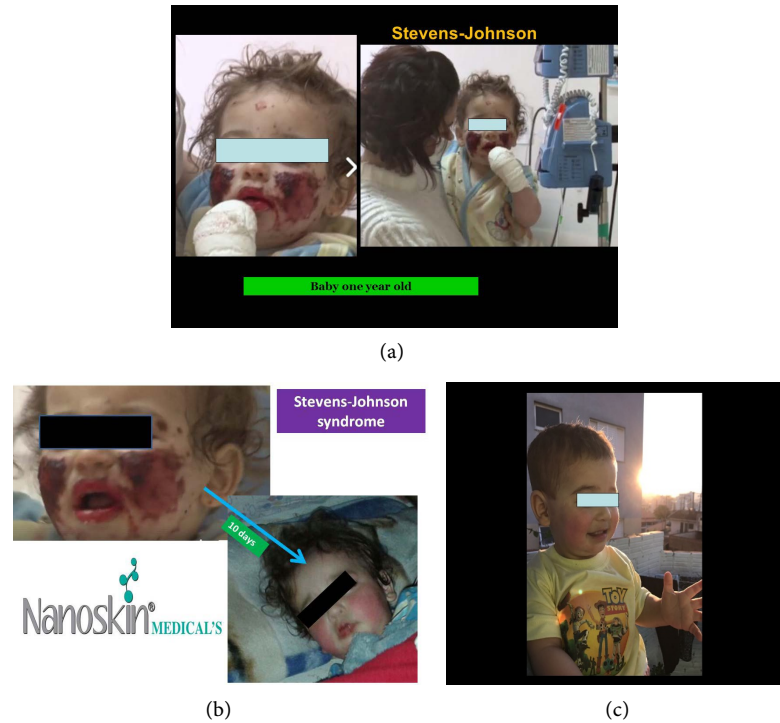 Stevens-Johnson
Baby one year old
(a)
Stevens-Johnson
syndrome
10 days
Nanoskin® MEDICAL'S
TOY
STORY
(b)
(c)